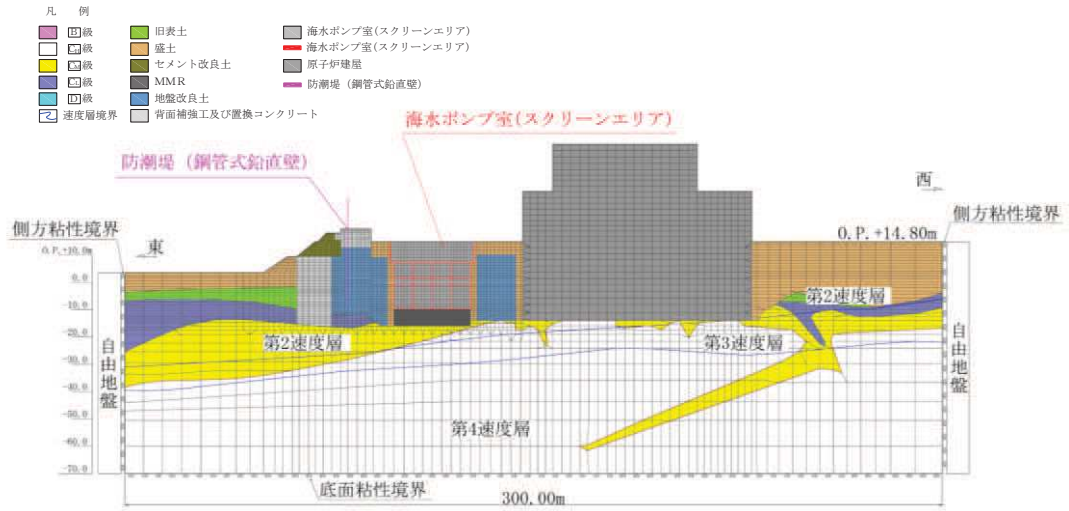 凡 例
B級
CH級
CM級
CL級
D級
速度層境界
旧表土
盛土
セメント改良土
MMR
地盤改良土
背面補強工及び置換コンクリート
海水ポンプ室(スクリーンエリア)
海水ポンプ室(スクリーンエリア)
原子炉建屋
防潮堤(鋼管式鉛直壁)
海水ポンプ室(スクリーンエリア)
防潮堤 (鋼管式鉛直壁)
西
側方粘性境界
側方粘性境界
O.P.+14.80m
東
O.P.+10.0m
0.0
-10.0
-20.0
-30.0
-40.0
-50.0
-60.0
-70.0
第2速度層
第2速度層
第3速度層
第4速度層
自由地盤
自由地盤
底面粘性境界
300.00m